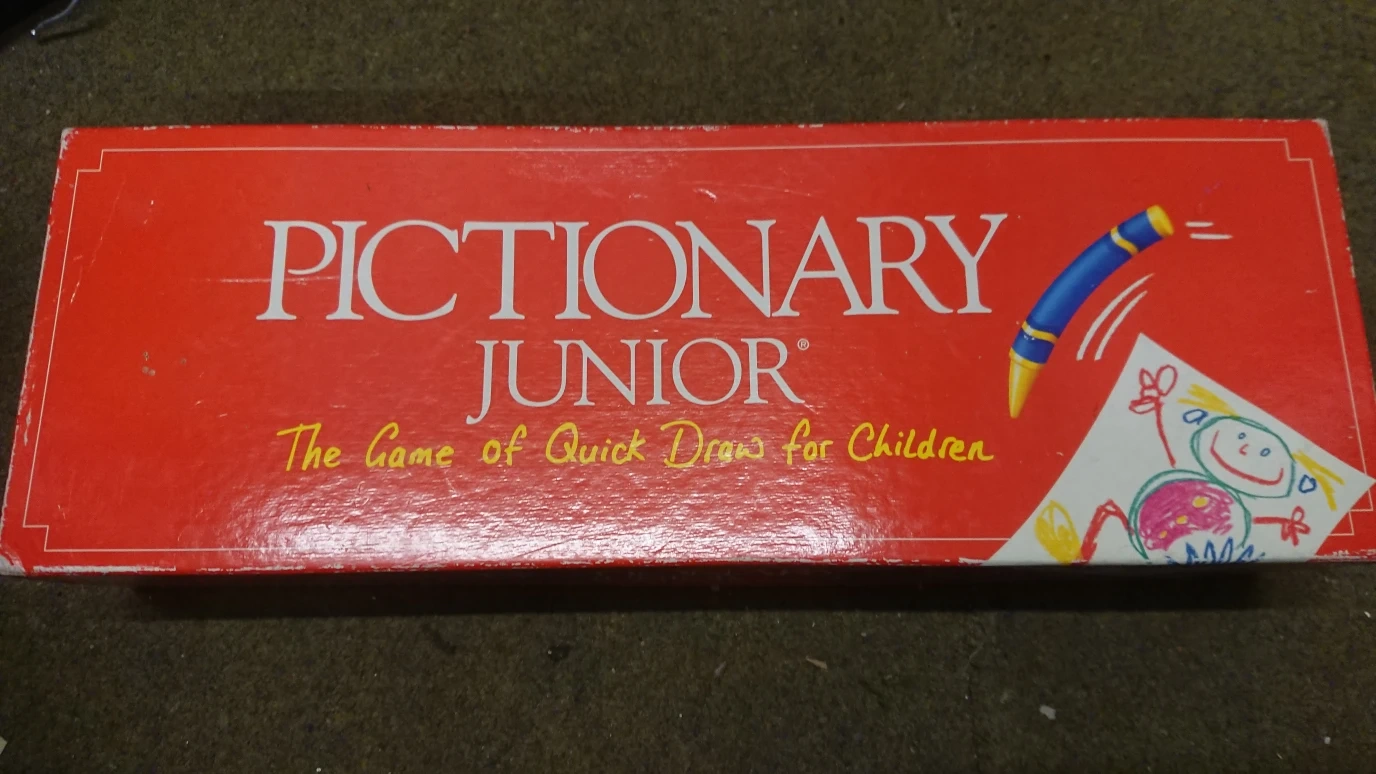 PICTIONARY
JUNIOR®
The Game of Quick Draw for Children